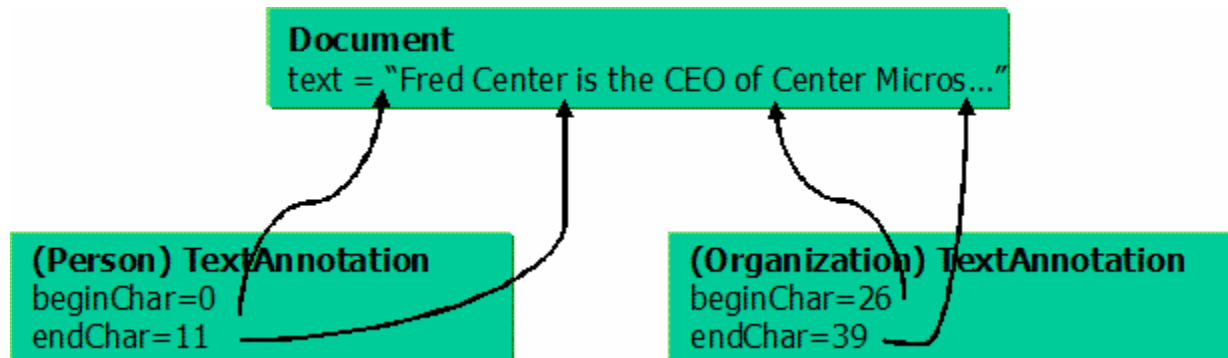 Document
text = “Fred Center is the CEO of Center Micros...”
(Person) TextAnnotation
beginChar=0
endChar=11
(Organization) TextAnnotation
beginChar=26
endChar=39